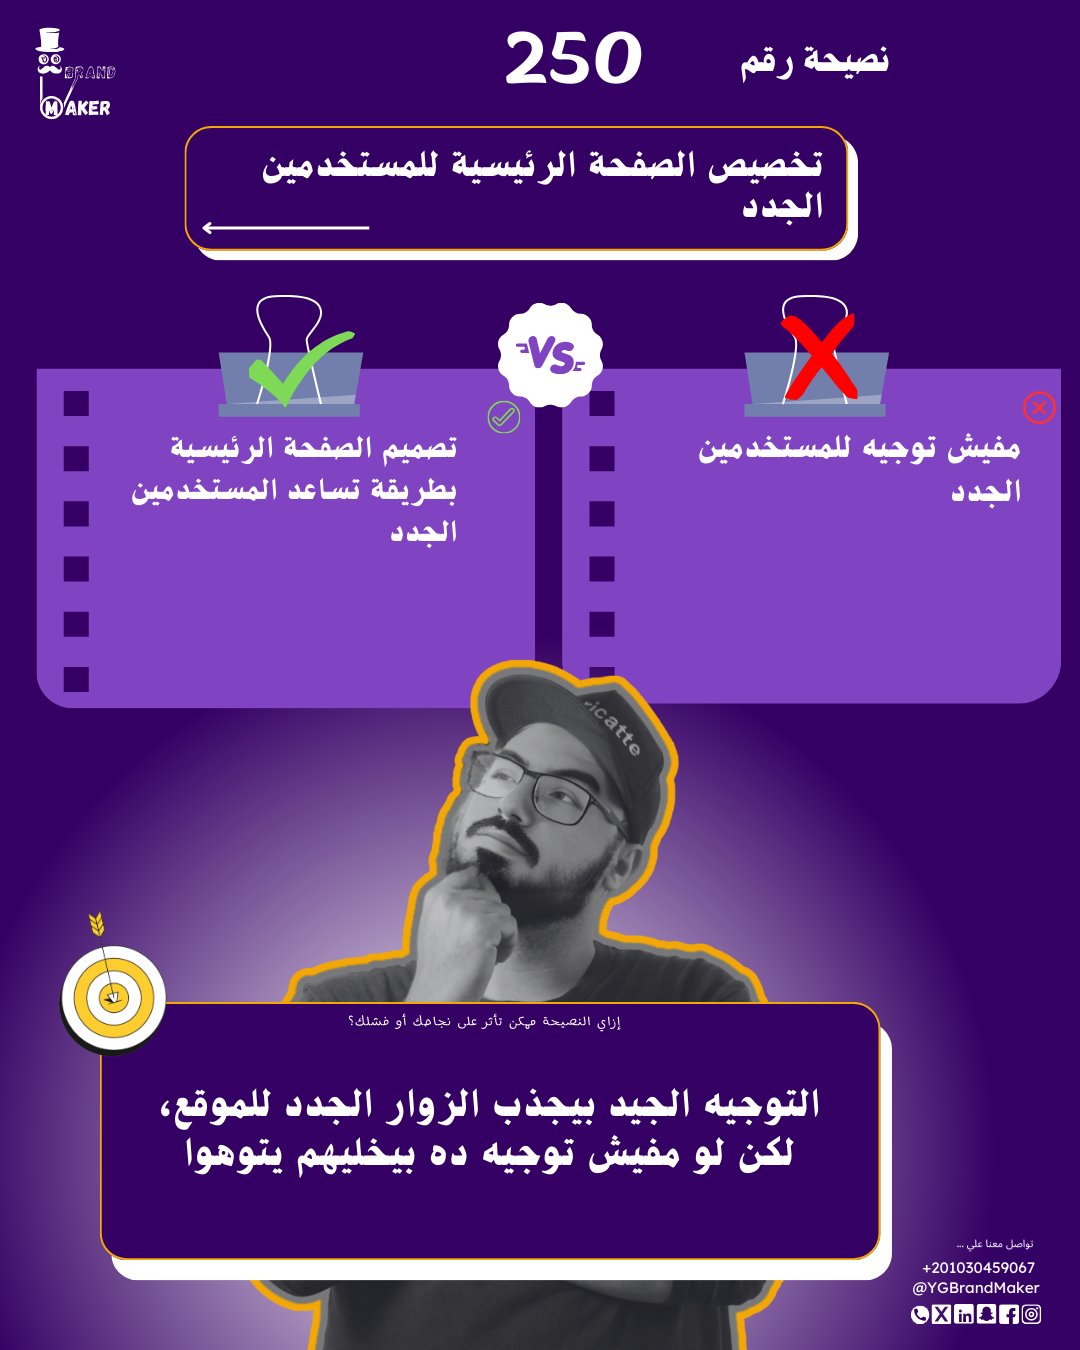 BRAND
MAKER
نصيحة رقم 250
تخصيص الصفحة الرئيسية للمستخدمين
الجدد
VS
مفيش توجيه للمستخدمين
الجدد
تصميم الصفحة الرئيسية
بطريقة تساعد المستخدمين
الجدد
icatte
إزاي النصيحة ممكن تأثر على نجاحك أو فشلك؟
التوجيه الجيد بيجذب الزوار الجدد للموقع،
لكن لو مفيش توجيه ده بيخليهم يتوهوا
تواصل معنا علي ...
+201030459067
@YGBrandMaker